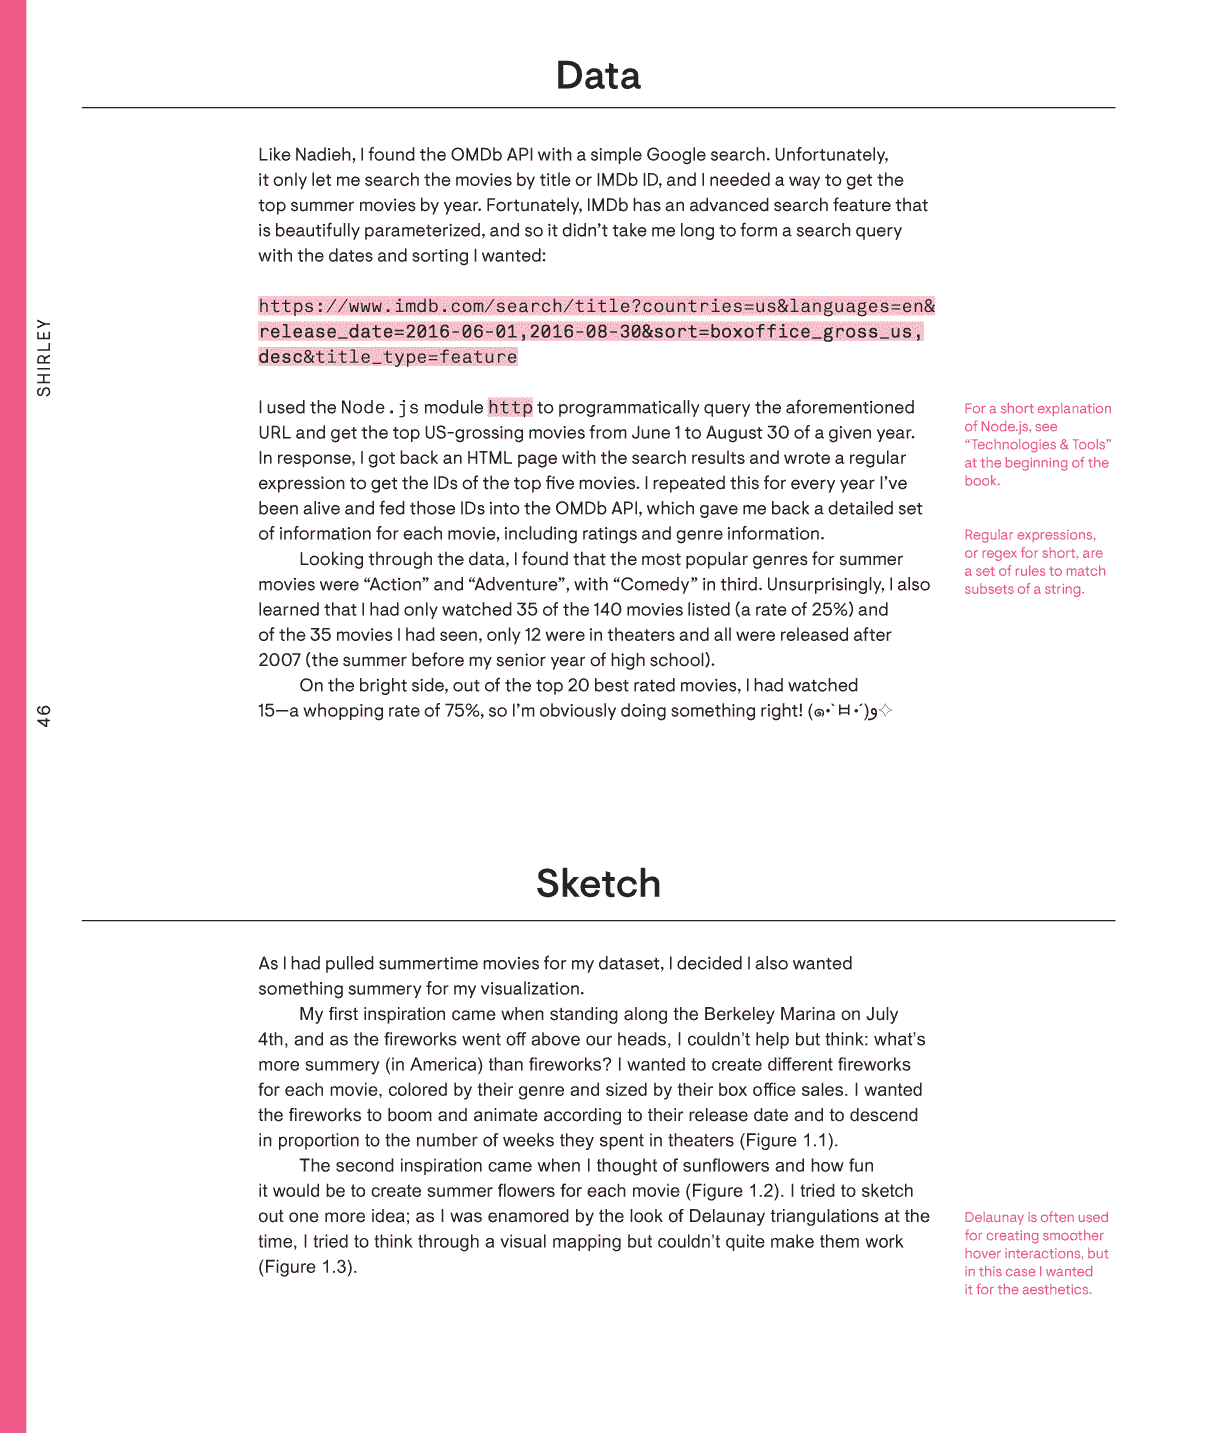 Data
Like Nadieh, I found the OMDb API with a simple Google search. Unfortunately,
it only let me search the movies by title or IMDb ID, and I needed a way to get the
top summer movies by year. Fortunately, IMDb has an advanced search feature that
is beautifully parameterized, and so it didn’t take me long to form a search query
with the dates and sorting I wanted:
https://www.imdb.com/search/title?countries=us&languages=en&
release_date=2016-06-01,2016-08-30&sort=boxoffice_gross_us,
desc&title_type=feature
SHIRLEY
I used the Node.js module http to programmatically query the aforementioned
URL and get the top US-grossing movies from June 1 to August 30 of a given year.
In response, I got back an HTML page with the search results and wrote a regular
expression to get the IDs of the top five movies. I repeated this for every year I’ve
been alive and fed those IDs into the OMDb API, which gave me back a detailed set
of information for each movie, including ratings and genre information.
For a short explanation
of Node.js, see
“Technologies & Tools”
at the beginning of the
book.
Regular expressions,
or regex for short, are
a set of rules to match
subsets of a string.
Looking through the data, I found that the most popular genres for summer
movies were “Action” and “Adventure”, with “Comedy” in third. Unsurprisingly, I also
learned that I had only watched 35 of the 140 movies listed (a rate of 25%) and
of the 35 movies I had seen, only 12 were in theaters and all were released after
2007 (the summer before my senior year of high school).
On the bright side, out of the top 20 best rated movies, I had watched
15—a whopping rate of 75%, so I’m obviously doing something right! (๑•̀ㅂ•́)و✧
46
Sketch
As I had pulled summertime movies for my dataset, I decided I also wanted
something summery for my visualization.
My first inspiration came when standing along the Berkeley Marina on July
4th, and as the fireworks went off above our heads, I couldn’t help but think: what’s
more summery (in America) than fireworks? I wanted to create different fireworks
for each movie, colored by their genre and sized by their box office sales. I wanted
the fireworks to boom and animate according to their release date and to descend
in proportion to the number of weeks they spent in theaters (Figure 1.1).
The second inspiration came when I thought of sunflowers and how fun
it would be to create summer flowers for each movie (Figure 1.2). I tried to sketch
out one more idea; as I was enamored by the look of Delaunay triangulations at the
time, I tried to think through a visual mapping but couldn’t quite make them work
(Figure 1.3).
Delaunay is often used
for creating smoother
hover interactions, but
in this case I wanted
it for the aesthetics.